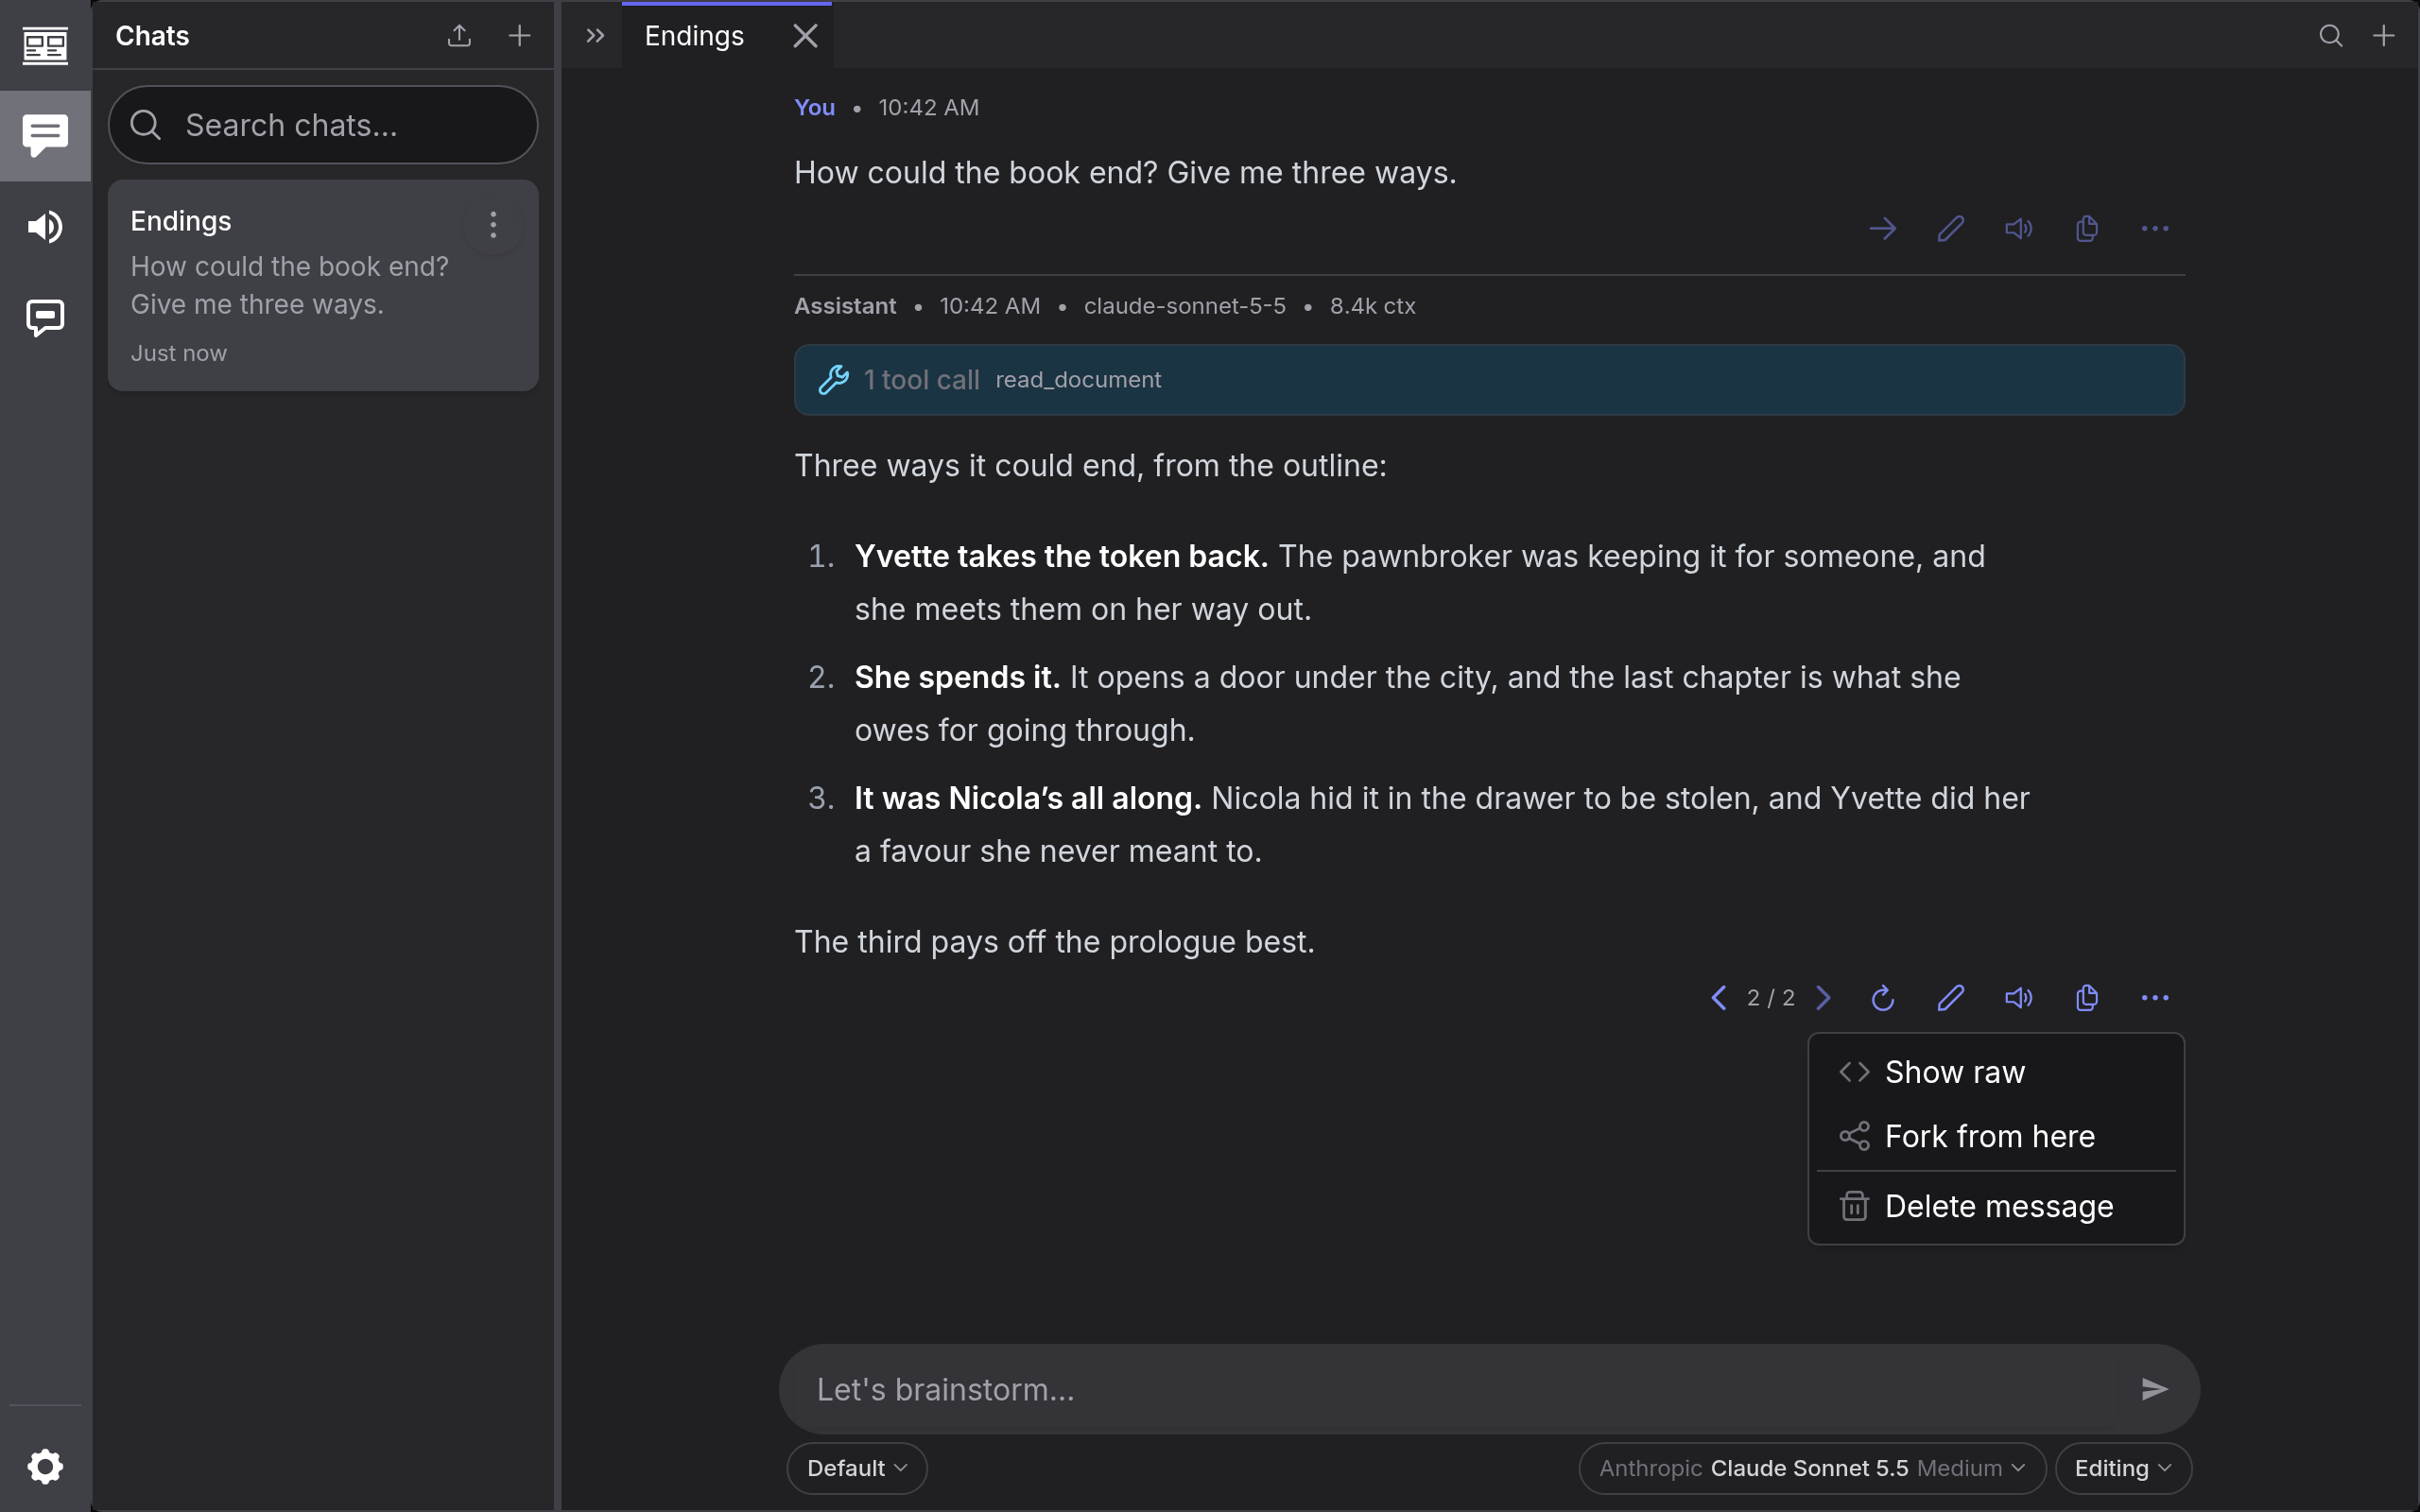 Chats
Endings
Search chats...
Endings
How could the book end?
Give me three ways.
Just now
You • 10:42 AM
How could the book end? Give me three ways.
Assistant • 10:42 AM • claude-sonnet-5-5 • 8.4k ctx
1 tool call read_document
Three ways it could end, from the outline:
1. Yvette takes the token back. The pawnbroker was keeping it for someone, and
she meets them on her way out.
2. She spends it. It opens a door under the city, and the last chapter is what she
owes for going through.
3. It was Nicola’s all along. Nicola hid it in the drawer to be stolen, and Yvette did her
a favour she never meant to.
The third pays off the prologue best.
2 / 2
Show raw
Fork from here
Delete message
Let's brainstorm...
Default
Anthropic Claude Sonnet 5.5 Medium
Editing